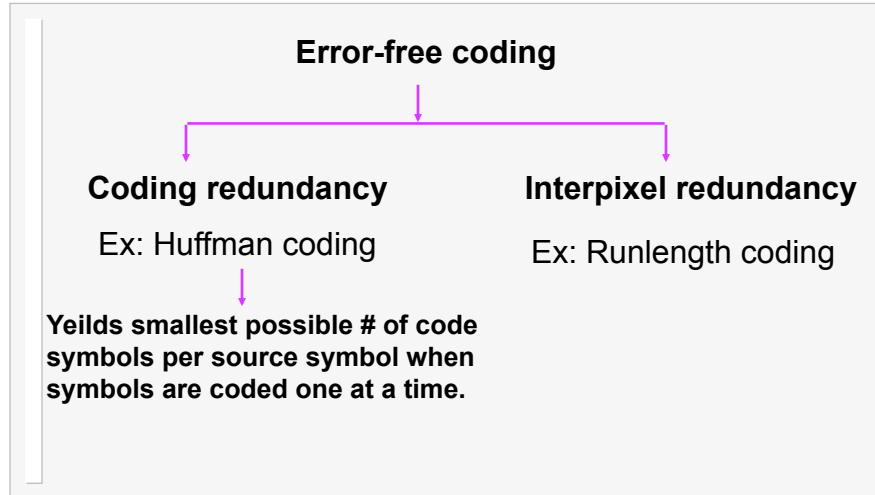 Error-free coding
Coding redundancy
Ex: Huffman coding
Yeilds smallest possible # of code
symbols per source symbol when
symbols are coded one at a time.
Interpixel redundancy
Ex: Runlength coding